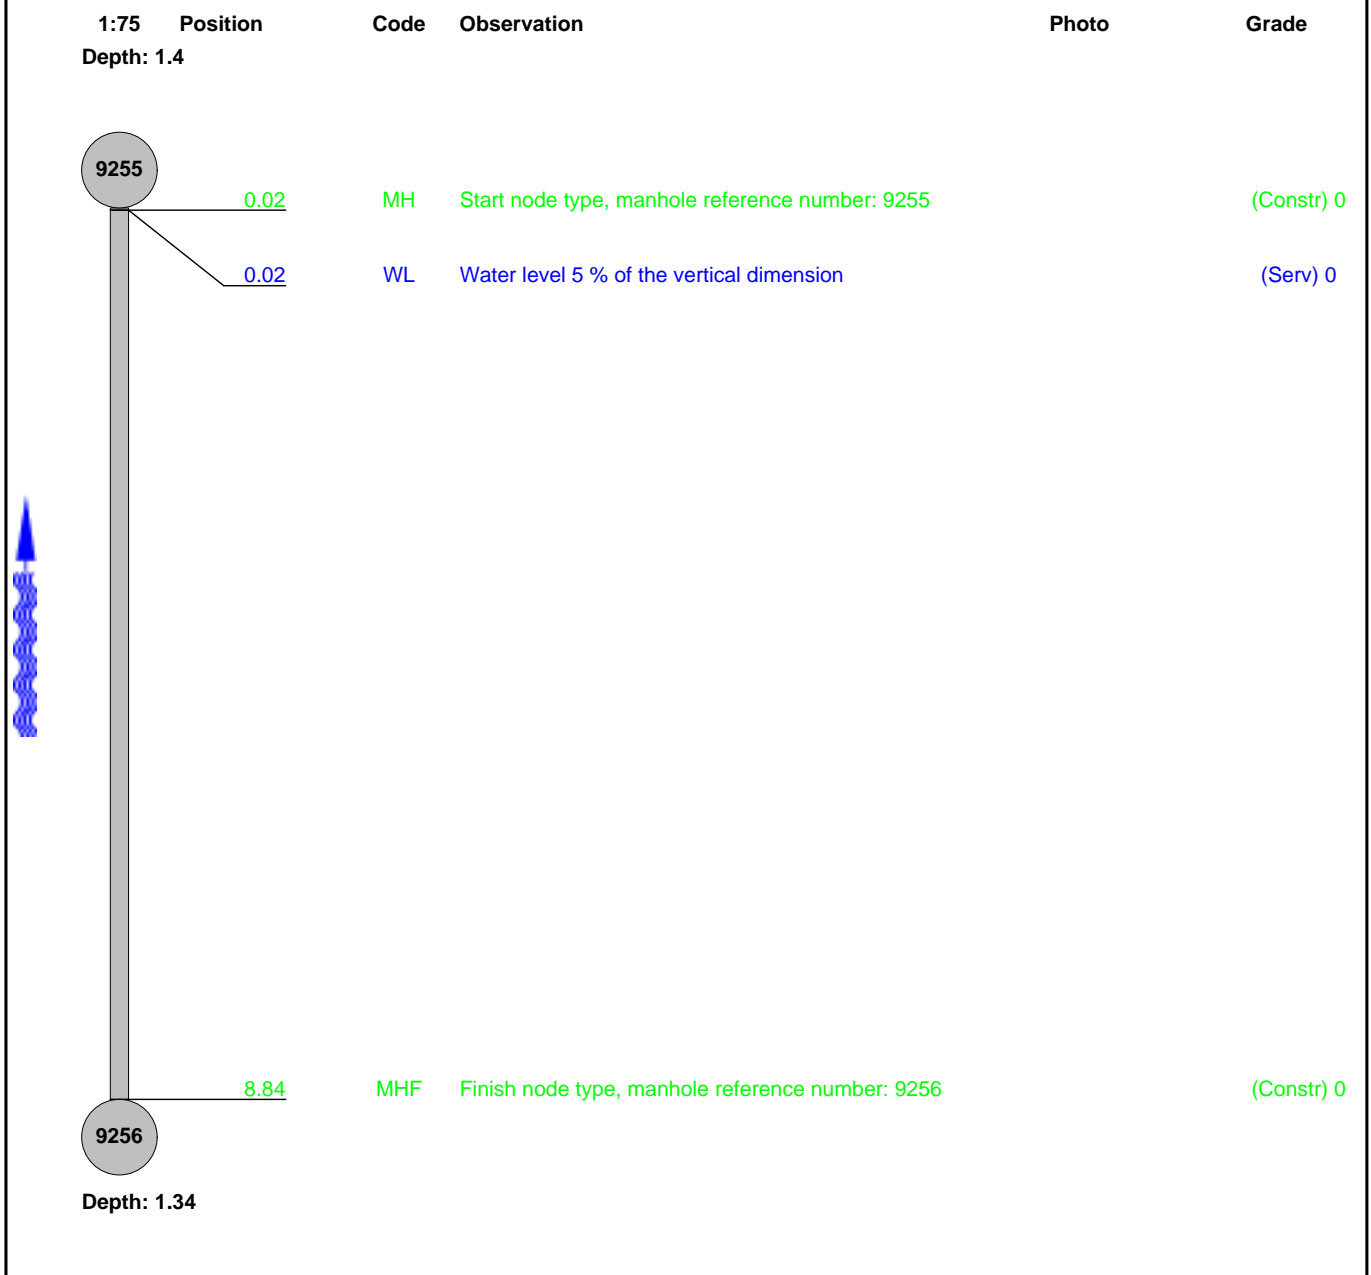 1:75 Position Code Observation Photo Grade
Depth: 1.4
9255
0.02 MH Start node type, manhole reference number: 9255 (Constr) 0
0.02 WL Water level 5 % of the vertical dimension (Serv) 0
8.84 MHF Finish node type, manhole reference number: 9256 (Constr) 0
9256
Depth: 1.34